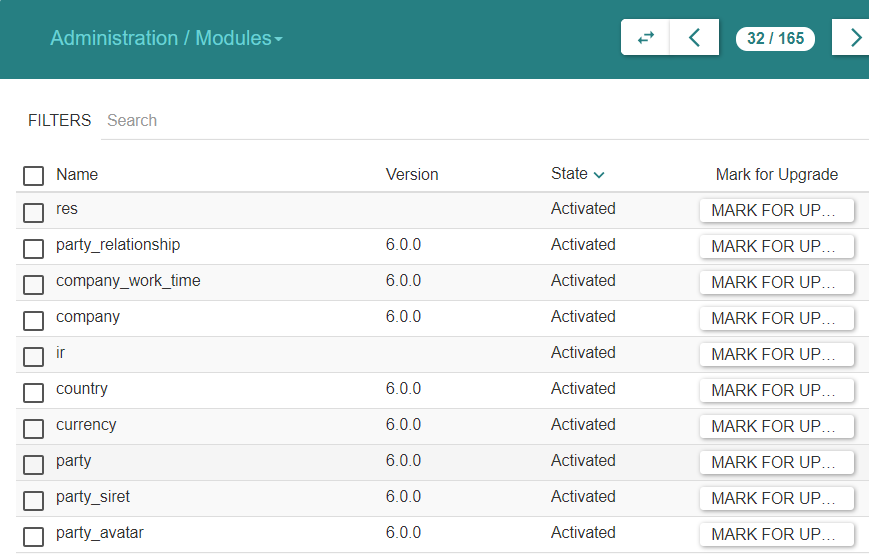 Administration / Modules
32 / 165
FILTERS Search
Name Version State Mark for Upgrade
res Activated MARK FOR UP...
party_relationship 6.0.0 Activated MARK FOR UP...
company_work_time 6.0.0 Activated MARK FOR UP...
company 6.0.0 Activated MARK FOR UP...
ir Activated MARK FOR UP...
country 6.0.0 Activated MARK FOR UP...
currency 6.0.0 Activated MARK FOR UP...
party 6.0.0 Activated MARK FOR UP...
party_siret 6.0.0 Activated MARK FOR UP...
party_avatar 6.0.0 Activated MARK FOR UP...